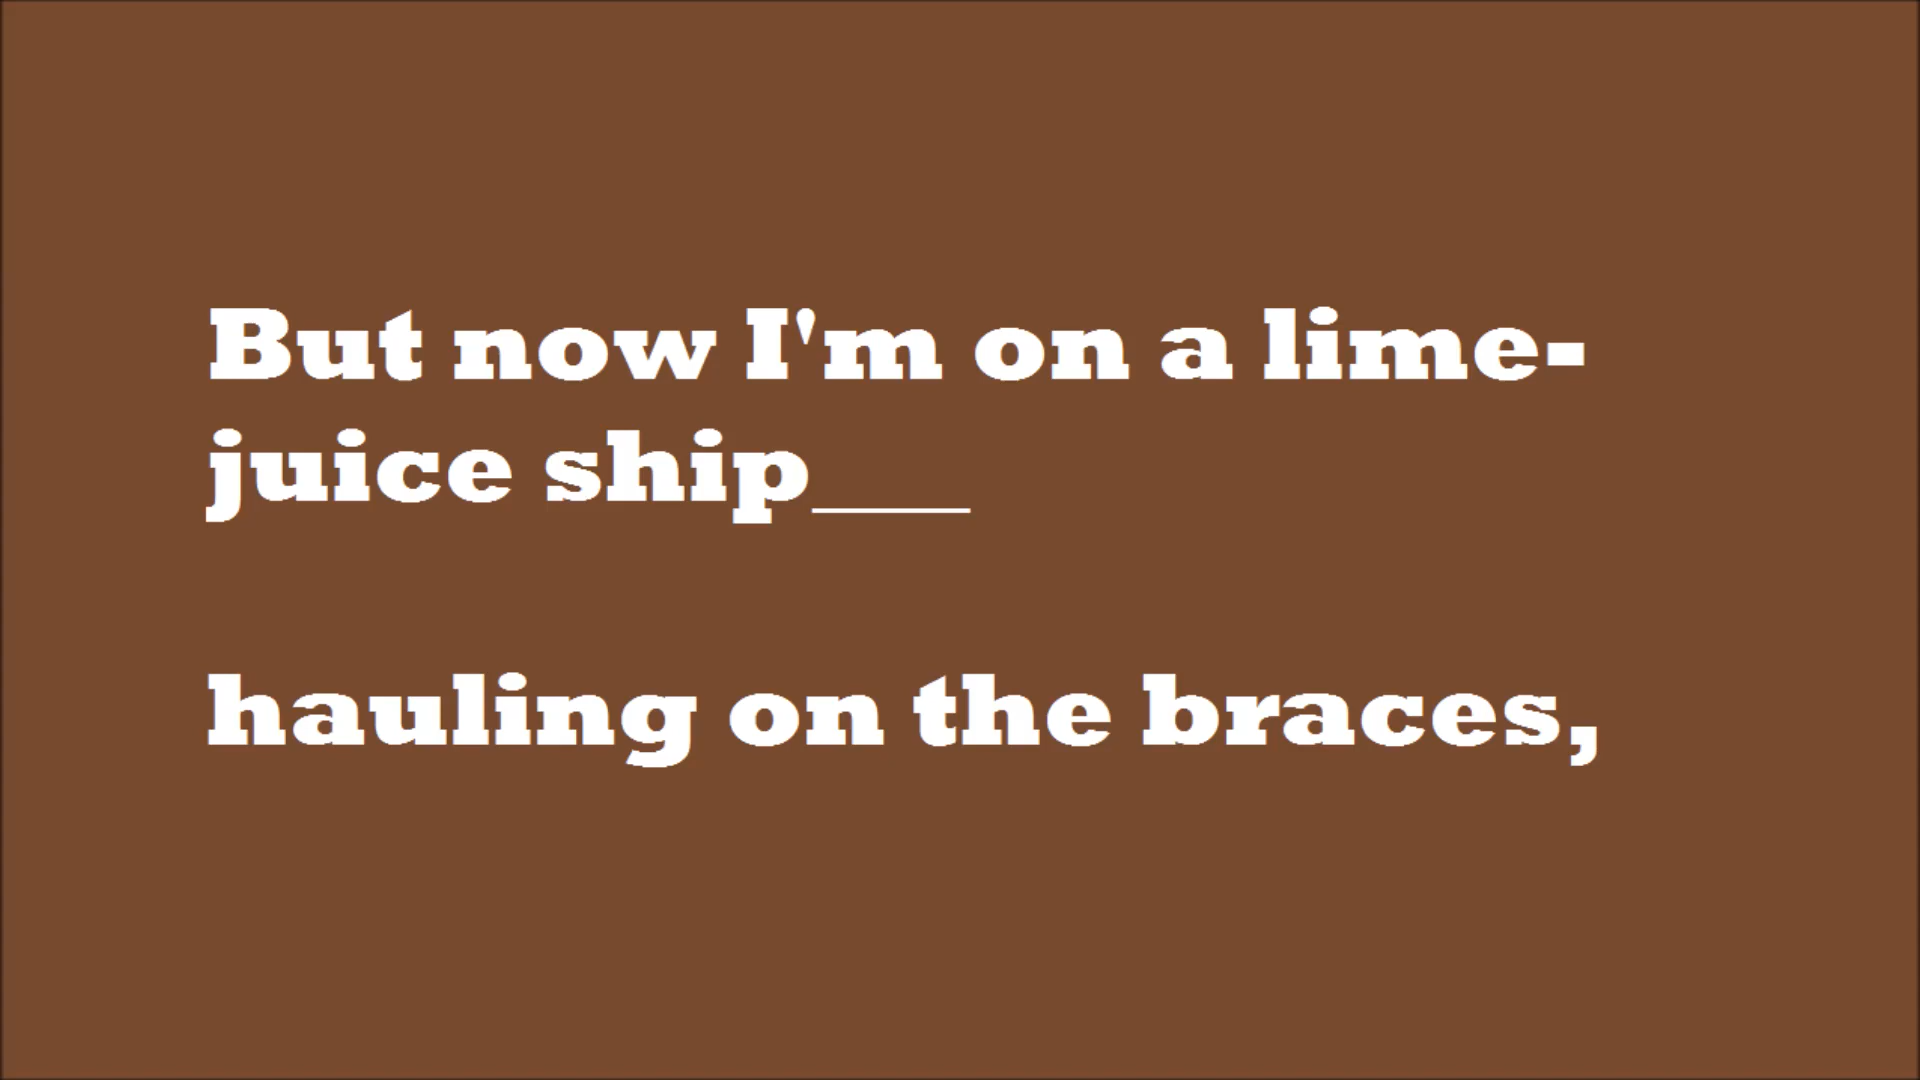 But now I'm on a lime-
juice ship___
hauling on the braces,